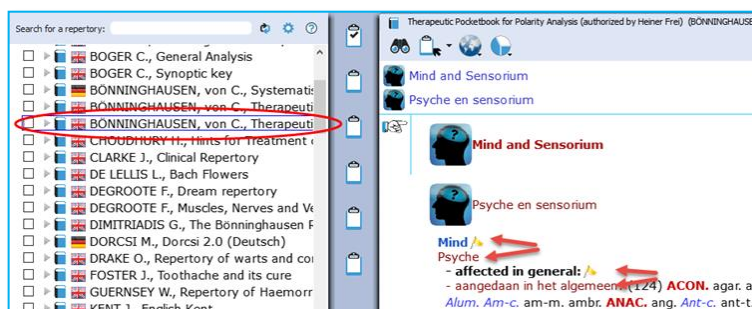 Search for a repertory:
BOGER C., General Analysis
BOGER C., Synoptic key
BÖNNINGHAUSEN, von C., Systematis
BÖNNINGHAUSEN, von C., Therapeuti
BÖNNINGHAUSEN, von C., Therapeuti
CHOUDHURY H., Hints for Treatment
CLARKE J., Clinical Repertory
DE LELLIS L., Bach Flowers
DEGROOTE F., Dream repertory
DEGROOTE F., Muscles, Nerves and Ve
DIMITRIADIS G., The Bönninghausen R
DORCSI M., Dorcsi 2.0 (Deutsch)
DRAKE O., Repertory of warts and co
FOSTER J., Toothache and its cure
GUERNSEY W., Repertory of Haemorr
KENT J., English Kent
Therapeutic Pocketbook for Polarity Analysis (authorized by Heiner Frei) (BÖNNINGHAUSE
Mind and Sensorium
Psyche en sensorium
Mind and Sensorium
Psyche en sensorium
Mind
Psyche
- affected in general:
- aangedaan in het algemeen: (124) ACON. agar. a
Alum. Am-c. am-m. ambr. ANAC. ang. Ant-c. ant-t.